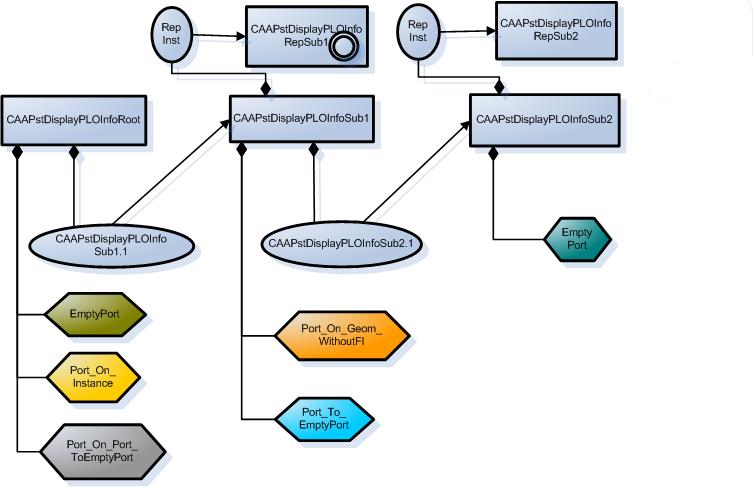 Rep
Inst
CAAPstDisplayPLOInfo
RepSub1
Rep
Inst
CAAPstDisplayPLOInfo
RepSub2
CAAPstDisplayPLOInfoRoot
CAAPstDisplayPLOInfoSub1
CAAPstDisplayPLOInfoSub2
CAAPstDisplayPLOInfo
Sub1.1
CAAPstDisplayPLOInfoSub2.1
Empty
Port
EmptyPort
Port_On_Geom_
WithoutFI
Port_On_
Instance
Port_To_
EmptyPort
Port_On_Port_
ToEmptyPort